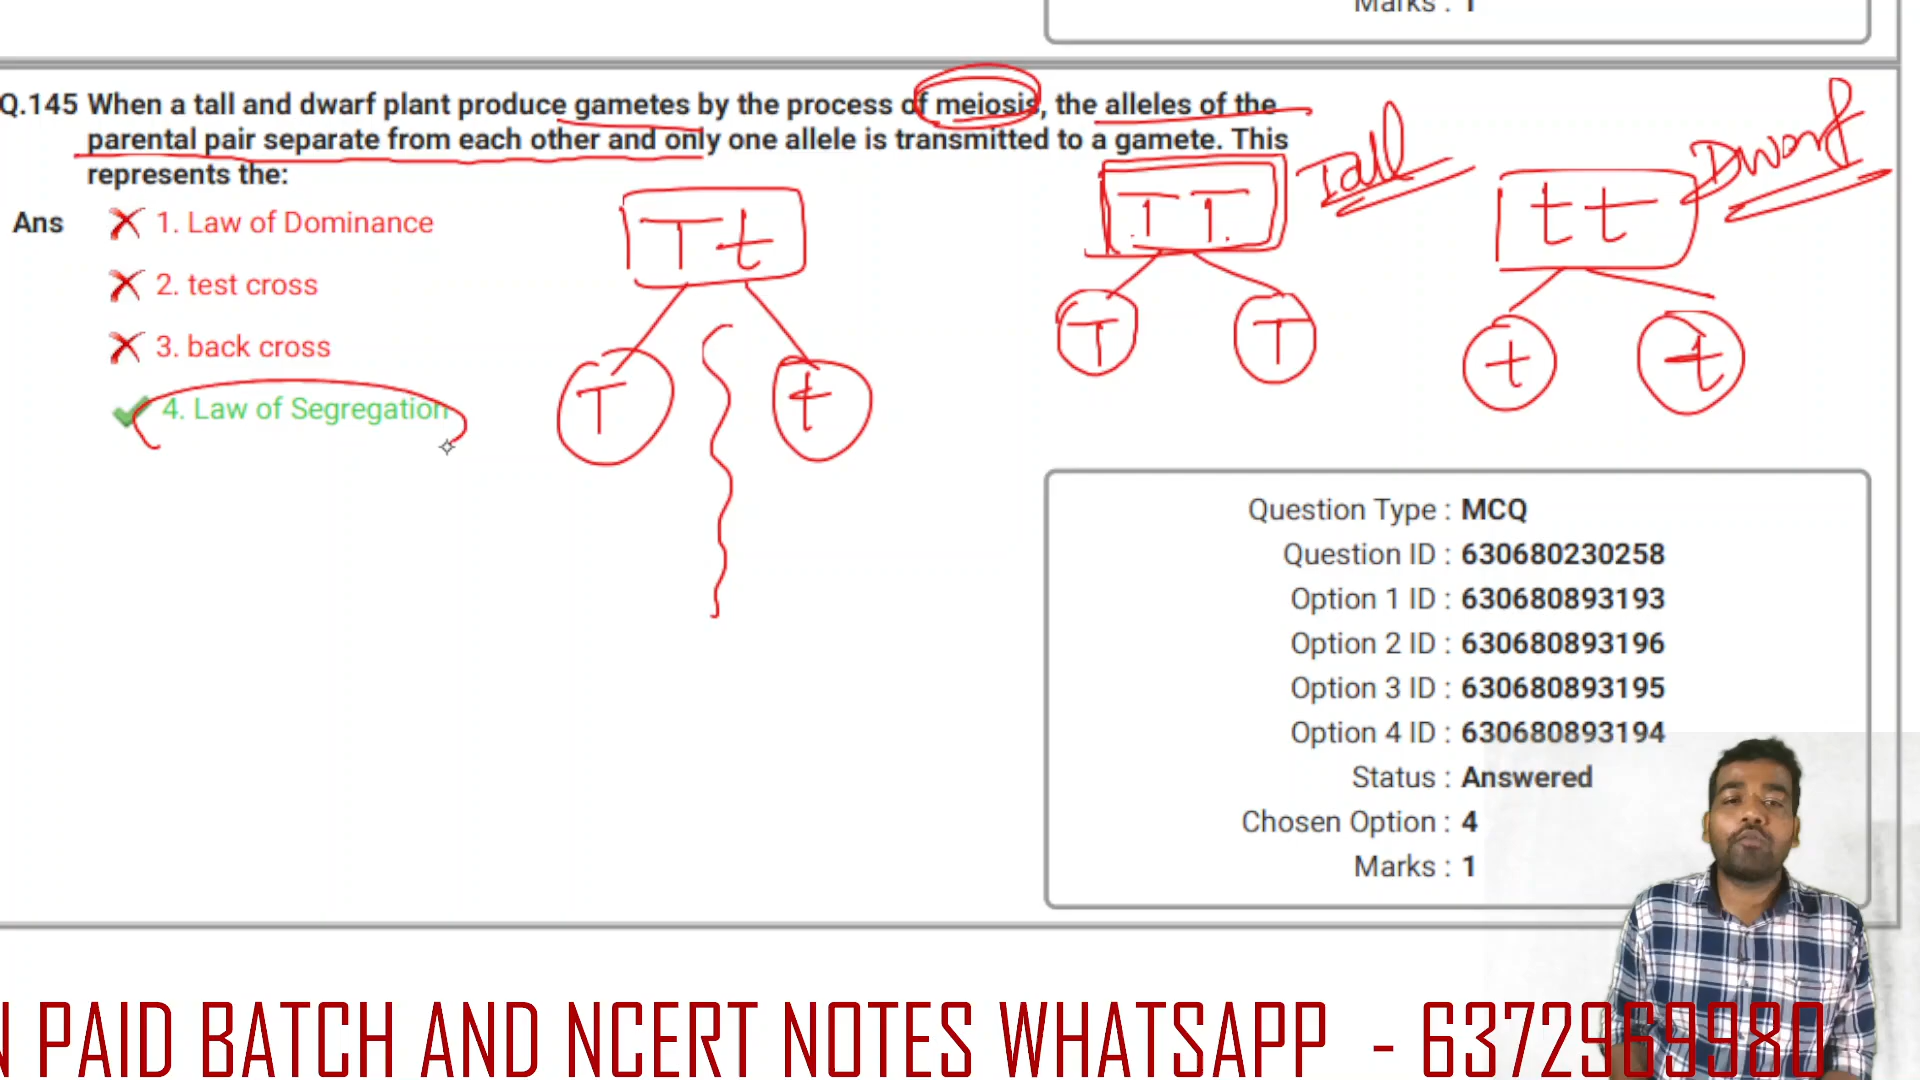 Marks : 1
Q.145 When a tall and dwarf plant produce gametes by the process of meiosis, the alleles of the
parental pair separate from each other and only one allele is transmitted to a gamete. This
represents the:
Tall
Dwarf
Ans
1. Law of Dominance
2. test cross
3. back cross
4. Law of Segregation
T t
T T
t t
T
t
T
T
t
t
Question Type : MCQ
Question ID : 630680230258
Option 1 ID : 630680893193
Option 2 ID : 630680893196
Option 3 ID : 630680893195
Option 4 ID : 630680893194
Status : Answered
Chosen Option : 4
Marks : 1
PAID BATCH AND NCERT NOTES WHATSAPP - 6372969980